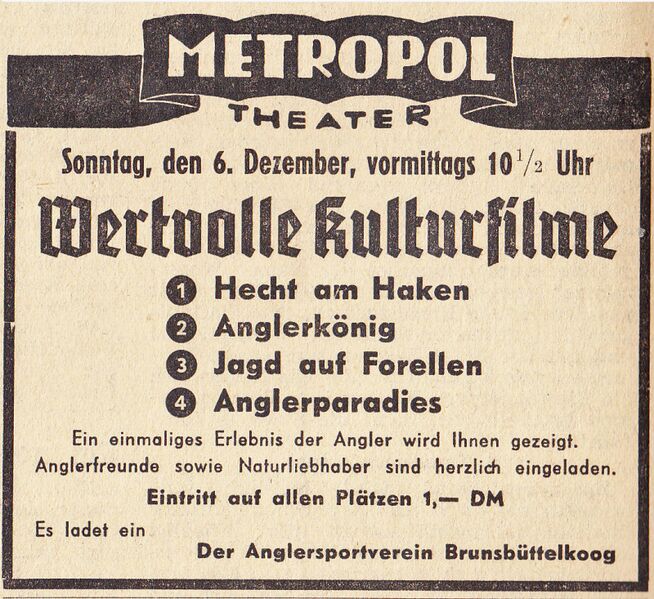 METROPOL
THEATER
Sonntag, den 6. Dezember, vormittags 10 1/2 Uhr
Wertvolle Kulturfilme
1 Hecht am Haken
2 Anglerkönig
3 Jagd auf Forellen
4 Anglerparadies
Ein einmaliges Erlebnis der Angler wird Ihnen gezeigt.
Anglerfreunde sowie Naturliebhaber sind herzlich eingeladen.
Eintritt auf allen Plätzen 1,— DM
Es ladet ein
Der Anglersportverein Brunsbüttelkoog